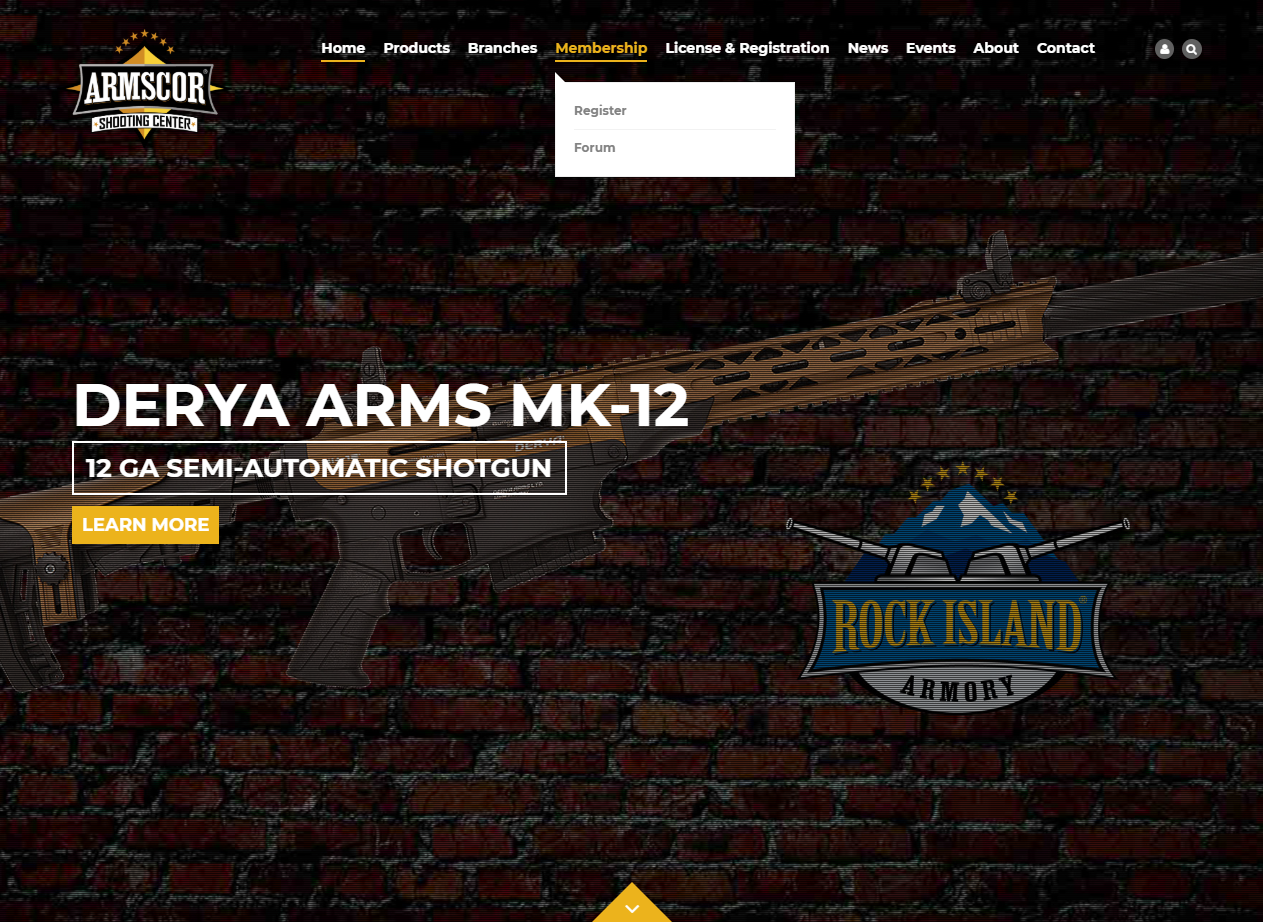 Home Products Branches Membership License & Registration News Events About Contact
ARMSCOR
SHOOTING CENTER
Register
Forum
DERYA ARMS MK-12
DERYA
12 GA SEMI-AUTOMATIC SHOTGUN
LEARN MORE
ROCK ISLAND
ARMORY